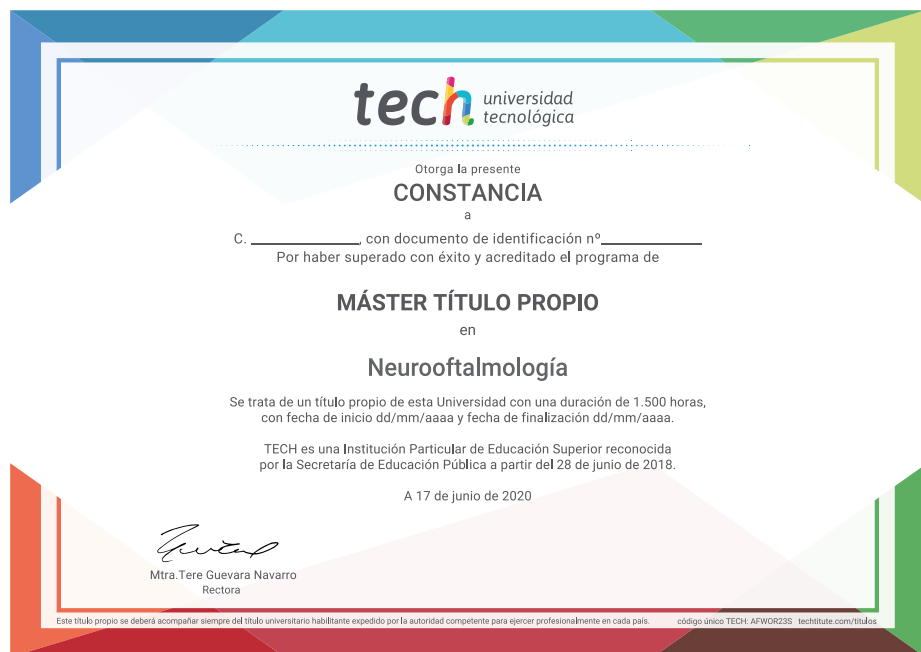 tech universidad
tecnológica
Otorga la presente
CONSTANCIA
a
C. ____________, con documento de identificación nº____________
Por haber superado con éxito y acreditado el programa de
MÁSTER TÍTULO PROPIO
en
Neurooftalmología
Se trata de un título propio de esta Universidad con una duración de 1.500 horas,
con fecha de inicio dd/mm/aaaa y fecha de finalización dd/mm/aaaa.
TECH es una Institución Particular de Educación Superior reconocida
por la Secretaría de Educación Pública a partir del 28 de junio de 2018.
A 17 de junio de 2020
Mtra.Tere Guevara Navarro
Rectora
Este título propio se deberá acompañar siempre del título universitario habilitante expedido por la autoridad competente para ejercer profesionalmente en cada país. código único TECH: AFWOR23S techtitute.com/titulos